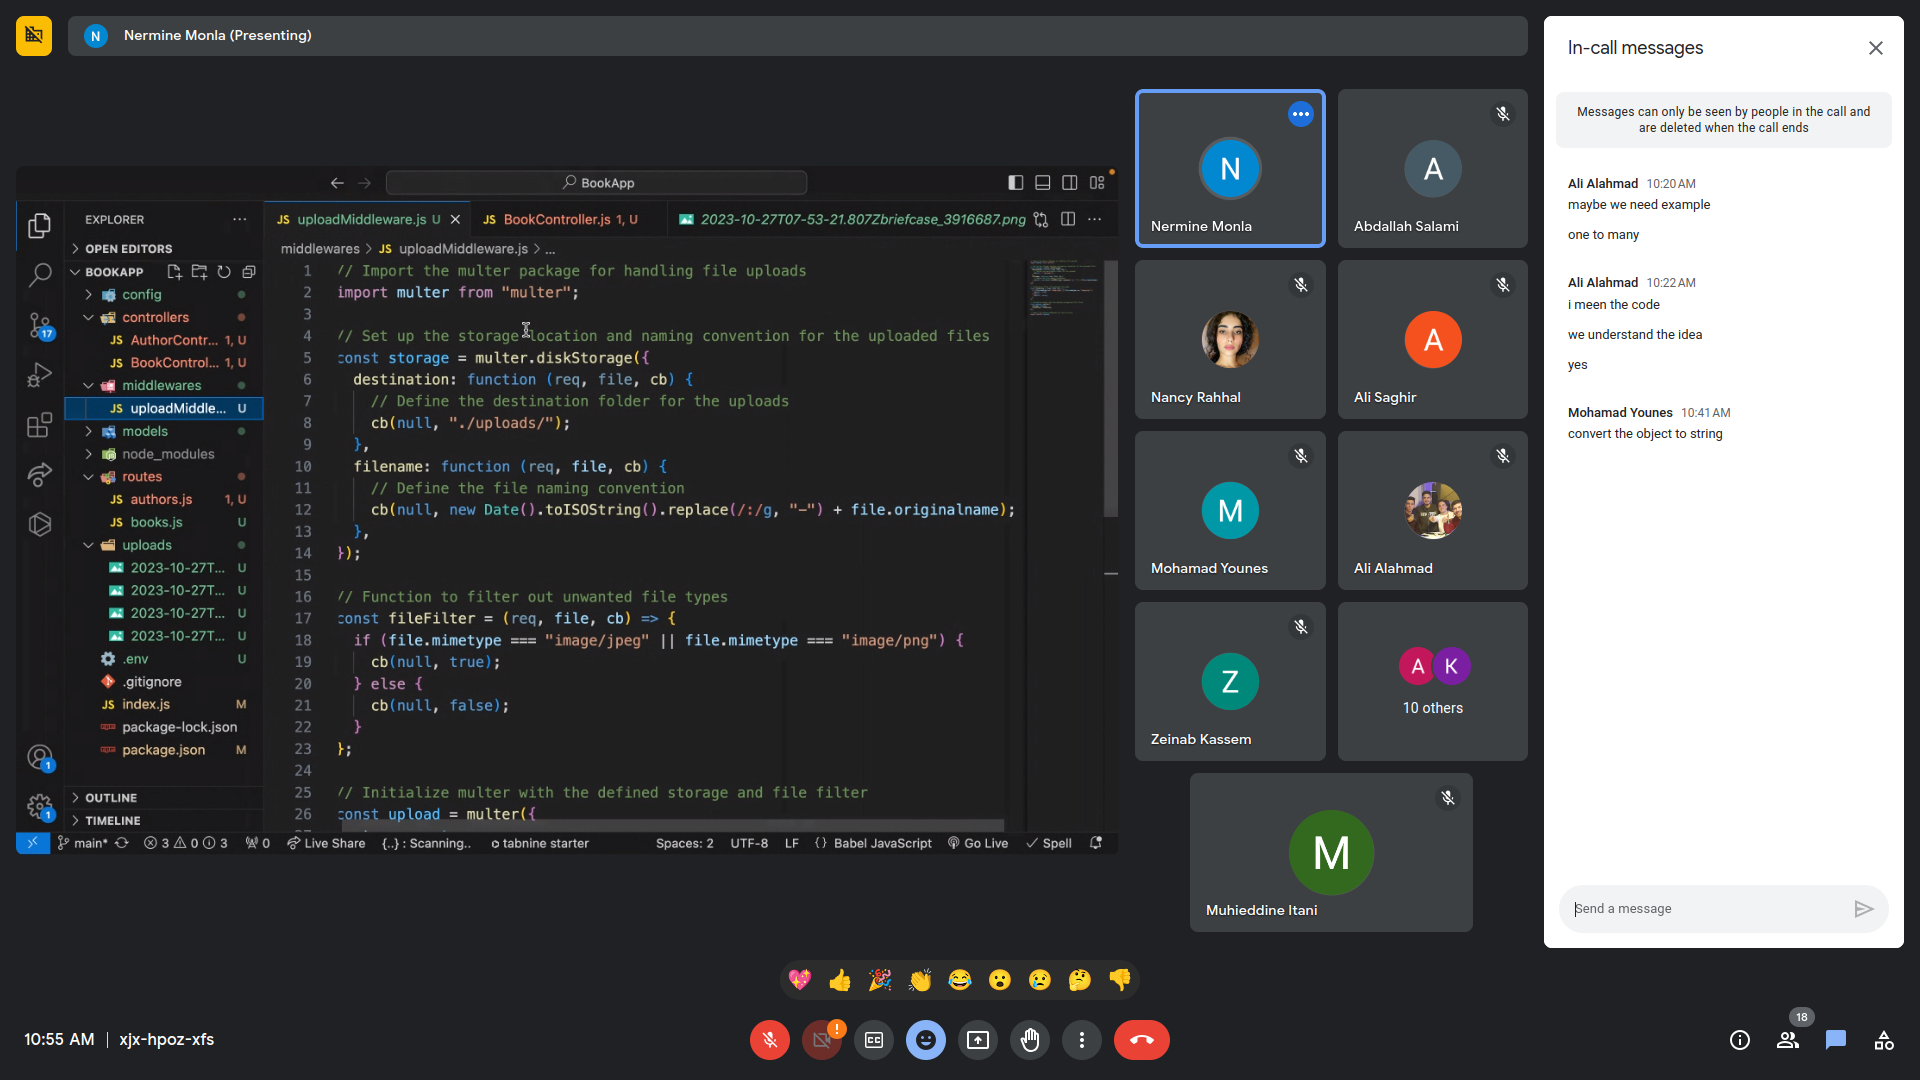 N Nermine Monla (Presenting)
BookApp
EXPLORER
OPEN EDITORS
BOOKAPP
config
controllers
AuthorContr... 1, U
BookControl... 1, U
middlewares
uploadMiddle... U
models
node_modules
routes
authors.js 1, U
books.js U
uploads
2023-10-27T... U
2023-10-27T... U
2023-10-27T... U
2023-10-27T... U
.env U
.gitignore
index.js M
package-lock.json
package.json M
OUTLINE
TIMELINE
17
1
1
JS uploadMiddleware.js U
JS BookController.js 1, U
2023-10-27T07-53-21.807Zbriefcase_3916687.png
middlewares > JS uploadMiddleware.js > ...
1 // Import the multer package for handling file uploads
2 import multer from "multer";
3
4 // Set up the storage location and naming convention for the uploaded files
5 const storage = multer.diskStorage({
6 destination: function (req, file, cb) {
7 // Define the destination folder for the uploads
8 cb(null, "./uploads/");
9 },
10 filename: function (req, file, cb) {
11 // Define the file naming convention
12 cb(null, new Date().toISOString().replace(/:/g, "-") + file.originalname);
13 },
14 });
15
16 // Function to filter out unwanted file types
17 const fileFilter = (req, file, cb) => {
18 if (file.mimetype === "image/jpeg" || file.mimetype === "image/png") {
19 cb(null, true);
20 } else {
21 cb(null, false);
22 }
23 };
24
25 // Initialize multer with the defined storage and file filter
26 const upload = multer({
main* 3 0 3 0 Live Share {..} : Scanning.. tabnine starter Spaces: 2 UTF-8 LF {} Babel JavaScript Go Live Spell
N
Nermine Monla
A
Abdallah Salami
Nancy Rahhal
A
Ali Saghir
M
Mohamad Younes
Ali Alahmad
Z
Zeinab Kassem
A K
10 others
M
Muhieddine Itani
In-call messages
Messages can only be seen by people in the call and
are deleted when the call ends
Ali Alahmad 10:20 AM
maybe we need example
one to many
Ali Alahmad 10:22 AM
i meen the code
we understand the idea
yes
Mohamad Younes 10:41 AM
convert the object to string
Send a message
10:55 AM | xjx-hpoz-xfs
18